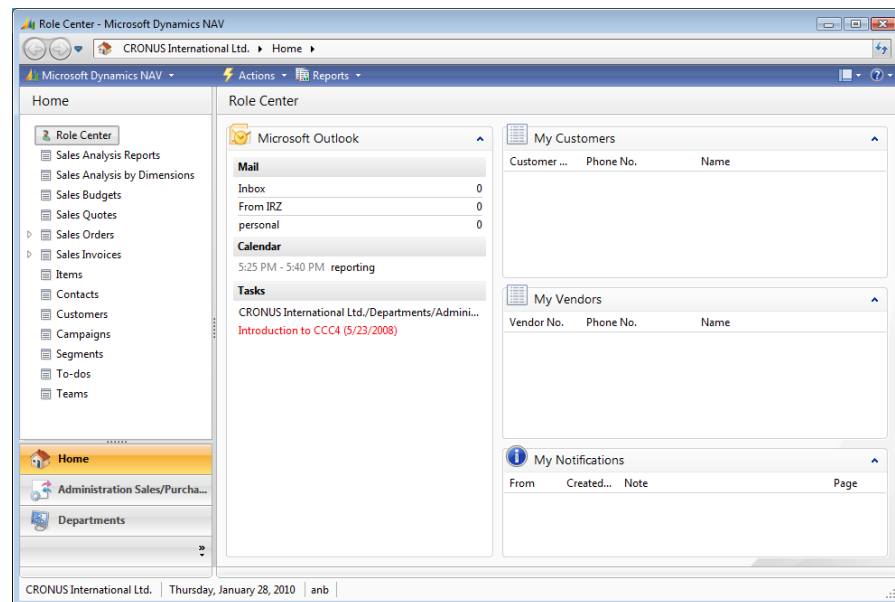 Role Center - Microsoft Dynamics NAV
CRONUS International Ltd. Home
Microsoft Dynamics NAV Actions Reports
Home
Role Center
Sales Analysis Reports
Sales Analysis by Dimensions
Sales Budgets
Sales Quotes
Sales Orders
Sales Invoices
Items
Contacts
Customers
Campaigns
Segments
To-dos
Teams
Home
Administration Sales/Purcha...
Departments
Role Center
Microsoft Outlook
Mail
Inbox 0
From IRZ 0
personal 0
Calendar
5:25 PM - 5:40 PM reporting
Tasks
CRONUS International Ltd./Departments/Admini...
Introduction to CCC4 (5/23/2008)
My Customers
Customer ... Phone No. Name
My Vendors
Vendor No. Phone No. Name
My Notifications
From Created... Note Page
CRONUS International Ltd. Thursday, January 28, 2010 anb